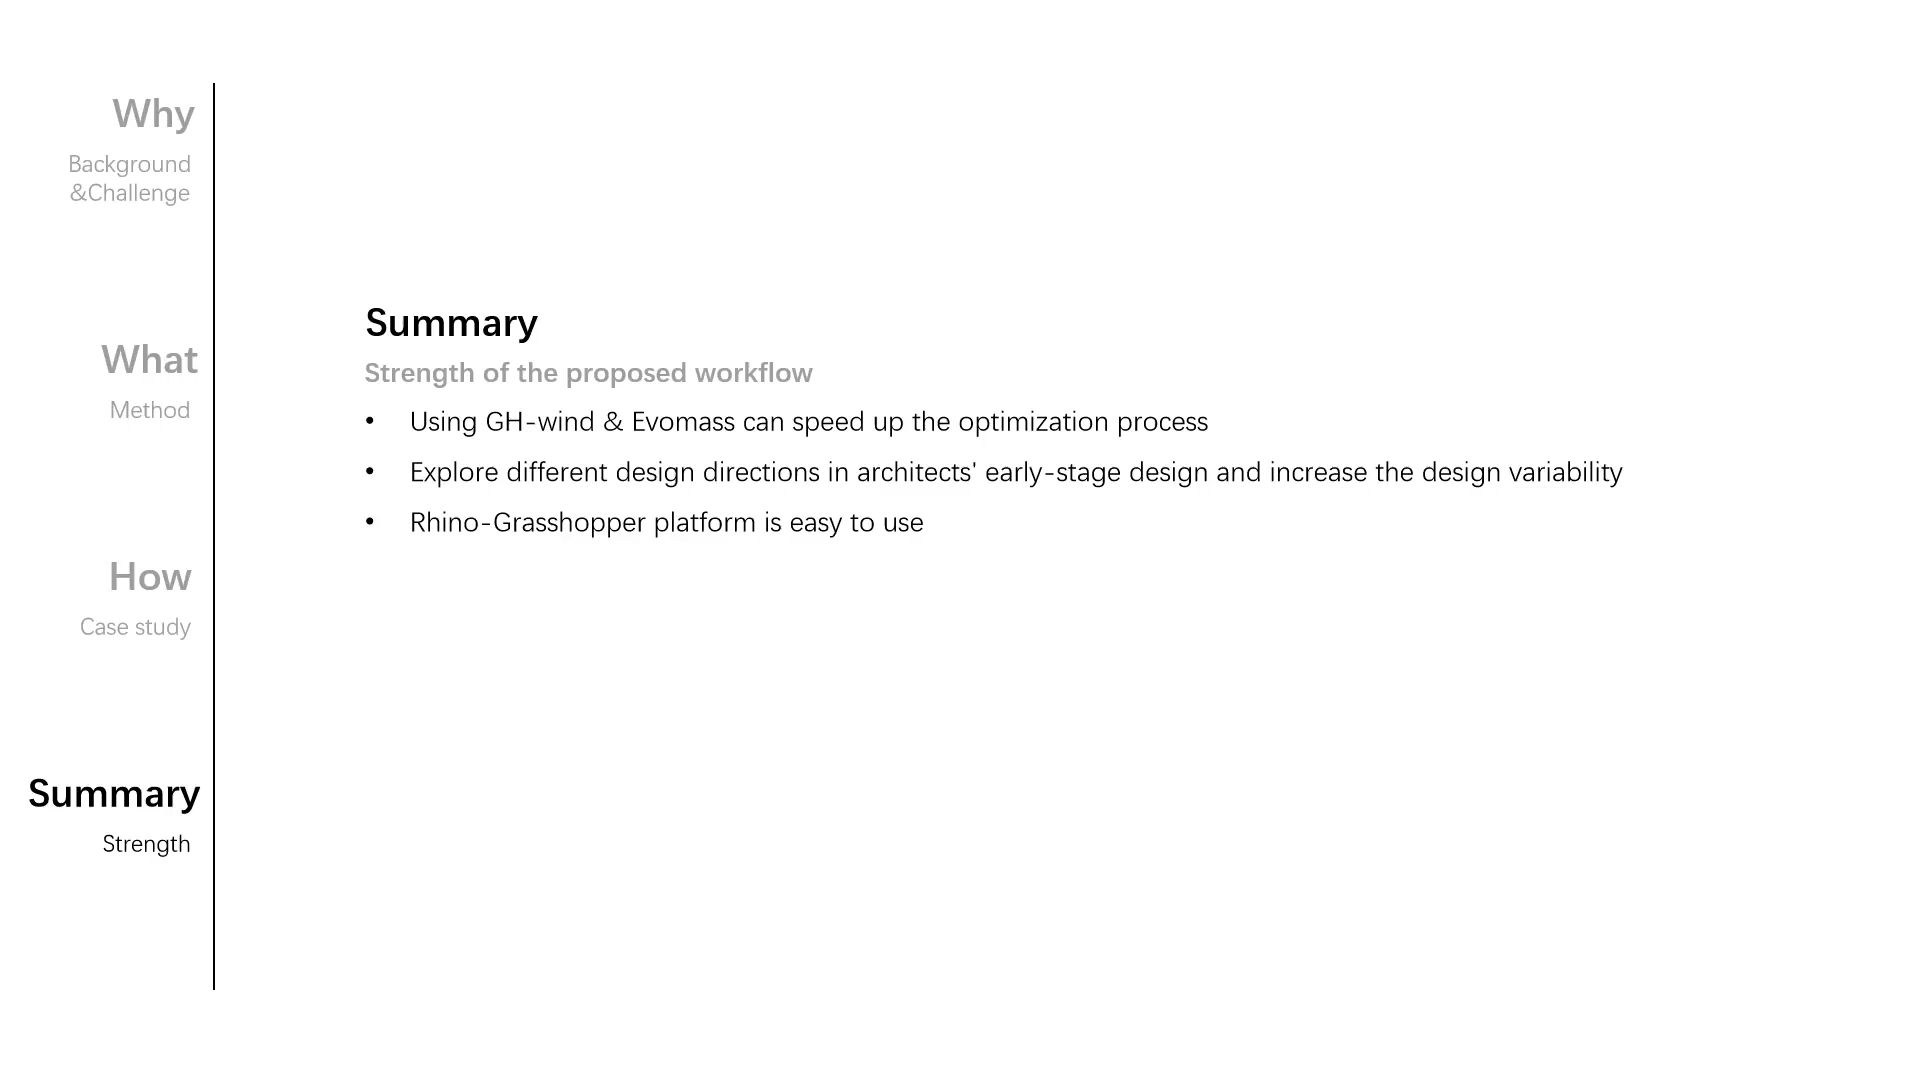 Why
Background
&Challenge
What
Method
How
Case study
Summary
Strength
Summary
Strength of the proposed workflow
• Using GH-wind & Evomass can speed up the optimization process
• Explore different design directions in architects' early-stage design and increase the design variability
• Rhino-Grasshopper platform is easy to use